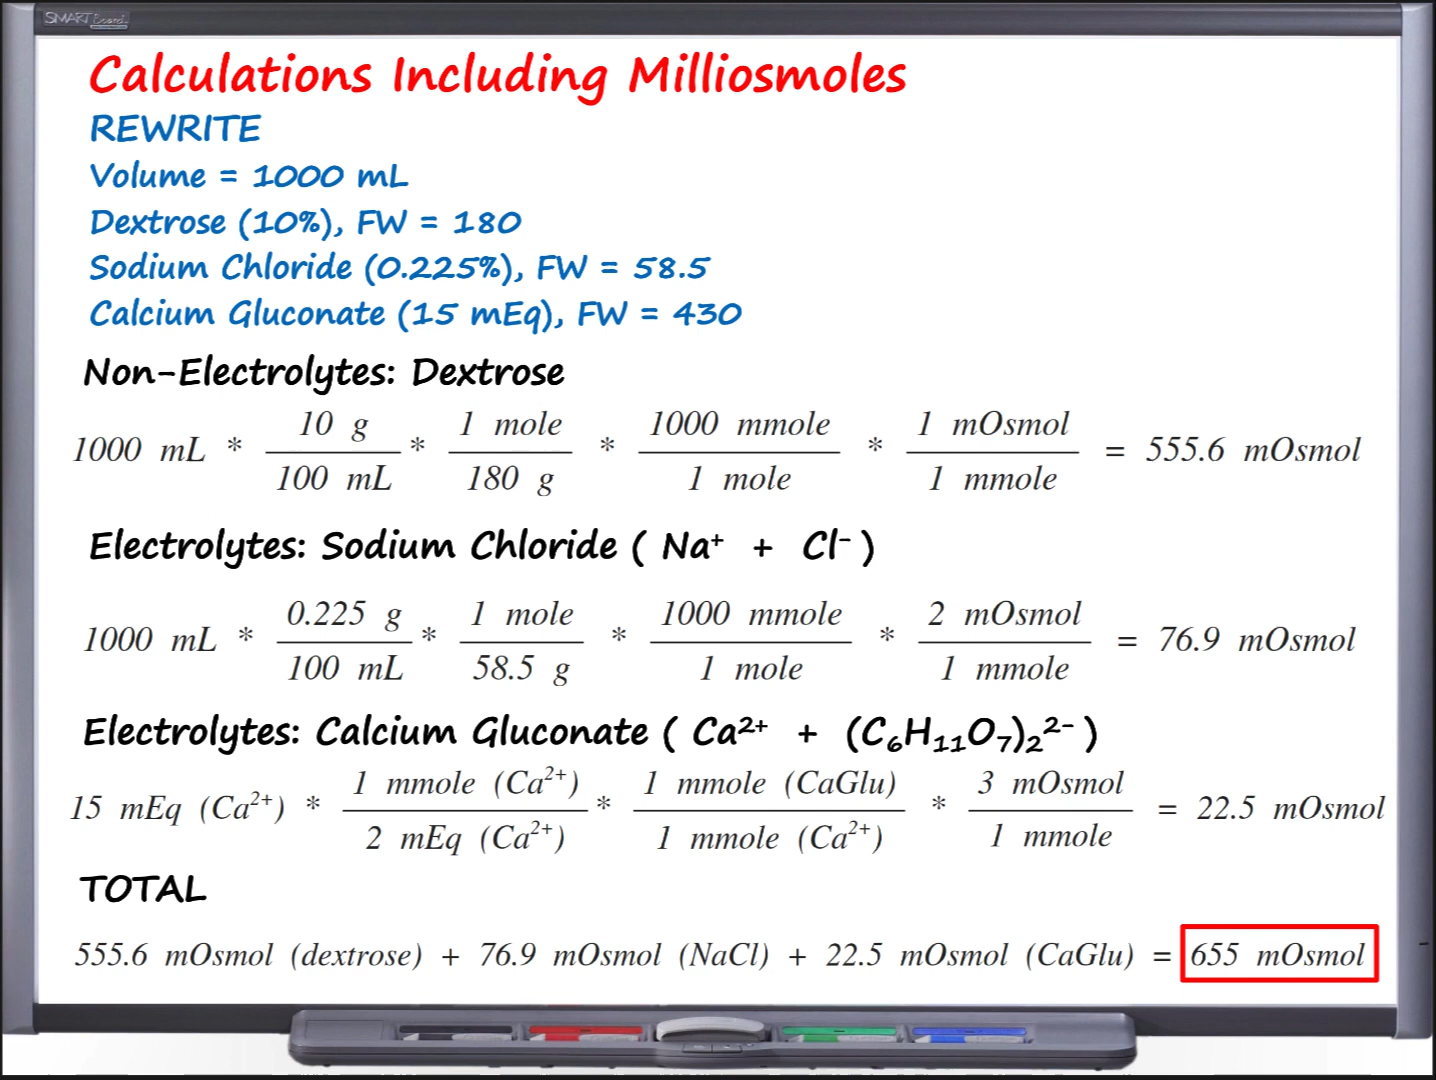 SMART Board
Calculations Including Milliosmoles
REWRITE
Volume = 1000 mL
Dextrose (10%), FW = 180
Sodium Chloride (0.225%), FW = 58.5
Calcium Gluconate (15 mEq), FW = 430
Non-Electrolytes: Dextrose
1000 mL * 10 g / 100 mL * 1 mole / 180 g * 1000 mmole / 1 mole * 1 mOsmol / 1 mmole = 555.6 mOsmol
Electrolytes: Sodium Chloride ( Na⁺ + Cl⁻ )
1000 mL * 0.225 g / 100 mL * 1 mole / 58.5 g * 1000 mmole / 1 mole * 2 mOsmol / 1 mmole = 76.9 mOsmol
Electrolytes: Calcium Gluconate ( Ca²⁺ + (C₆H₁₁O₇)₂²⁻ )
15 mEq (Ca²⁺) * 1 mmole (Ca²⁺) / 2 mEq (Ca²⁺) * 1 mmole (CaGlu) / 1 mmole (Ca²⁺) * 3 mOsmol / 1 mmole = 22.5 mOsmol
TOTAL
555.6 mOsmol (dextrose) + 76.9 mOsmol (NaCl) + 22.5 mOsmol (CaGlu) = 655 mOsmol